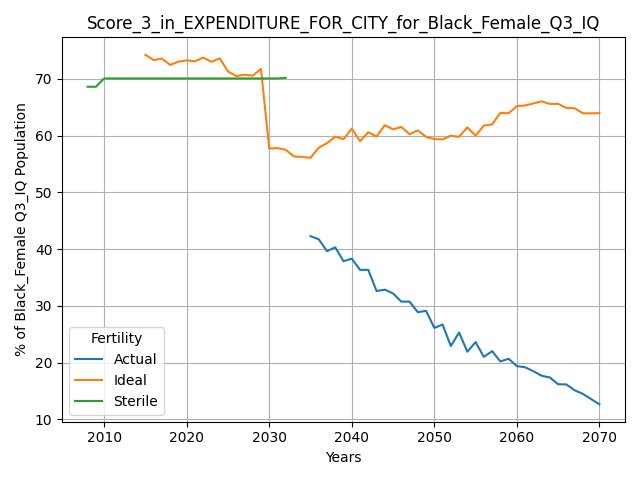 Score_3_in_EXPENDITURE_FOR_CITY_for_Black_Female_Q3_IQ
% of Black_Female Q3_IQ Population
70
60
50
40
30
20
10
Fertility
Actual
Ideal
Sterile
2010
2020
2030
2040
2050
2060
2070
Years